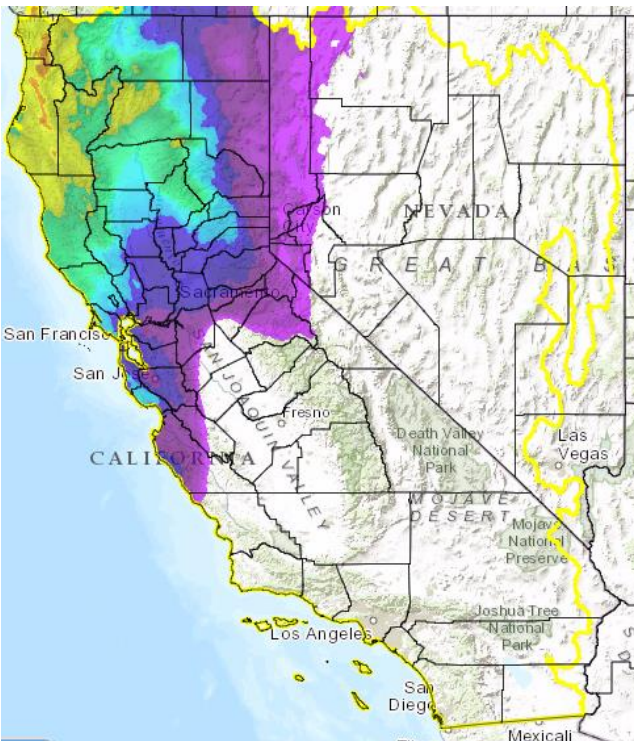 Carson
City
NEVADA
GREAT BAS
Sacramento
San Francisc
San Jose
SAN JOAQUIN VALLEY
Fresno
Death Valley
National
Park
Las
Vegas
CALIFORNIA
MOJAVE
DESERT
Mojave
National
Preserve
Joshua Tree
National
Park
Los Angeles
San
Diego
Mexicali